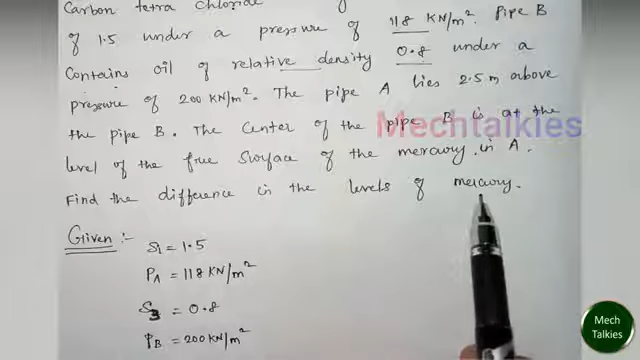 Carbon tetra Chloride
of 1.5 under a pressure of 118 KN/m². Pipe B
Contains oil of relative density 0.8 under a
pressure of 200 KN/m². The pipe A lies 2.5 m above
the pipe B. The Center of the pipe B is at the
level of the free Surface of the mercury in A.
Find the difference in the levels of mercury.
Given :-
S₁ = 1.5
PA = 118 KN/m²
S₃ = 0.8
PB = 200 KN/m²
Mechtalkies
Mech
Talkies